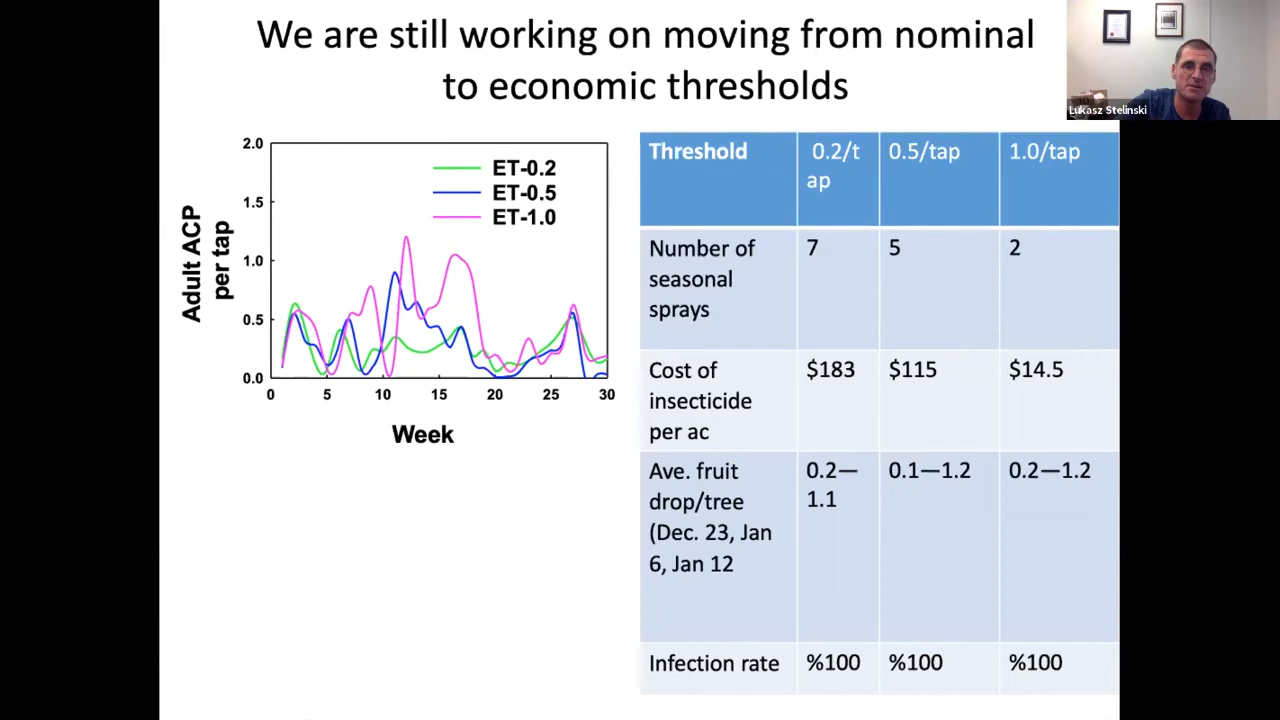 We are still working on moving from nominal
to economic thresholds
Lukasz Stelinski
2.0
1.5
1.0
0.5
0.0
Adult ACP
per tap
ET-0.2
ET-0.5
ET-1.0
0 5 10 15 20 25 30
Week
Threshold 0.2/t 0.5/tap 1.0/tap
ap
Number of 7 5 2
seasonal
sprays
Cost of $183 $115 $14.5
insecticide
per ac
Ave. fruit 0.2— 0.1—1.2 0.2—1.2
drop/tree 1.1
(Dec. 23, Jan
6, Jan 12
Infection rate %100 %100 %100